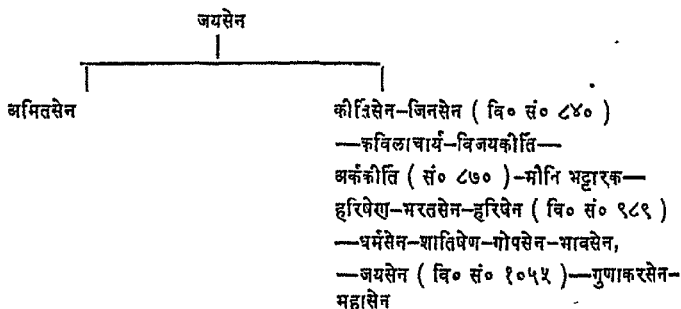 जयसेन
अमितसेन
कीर्तिसेन-जिनसेन ( वि० सं० ८४० )
—कविलाचार्य-विजयकीर्ति—
अर्ककीर्ति ( सं० ८७० )-मौनि भट्टारक—
हरिषेण-भरतसेन-हरिषेन ( वि० सं० ९८९ )
—धर्मसेन-शातिषेण-गोपसेन-भावसेन,
—जयसेन ( वि० सं० १०५५ )—गुणाकरसेन-
महासेन